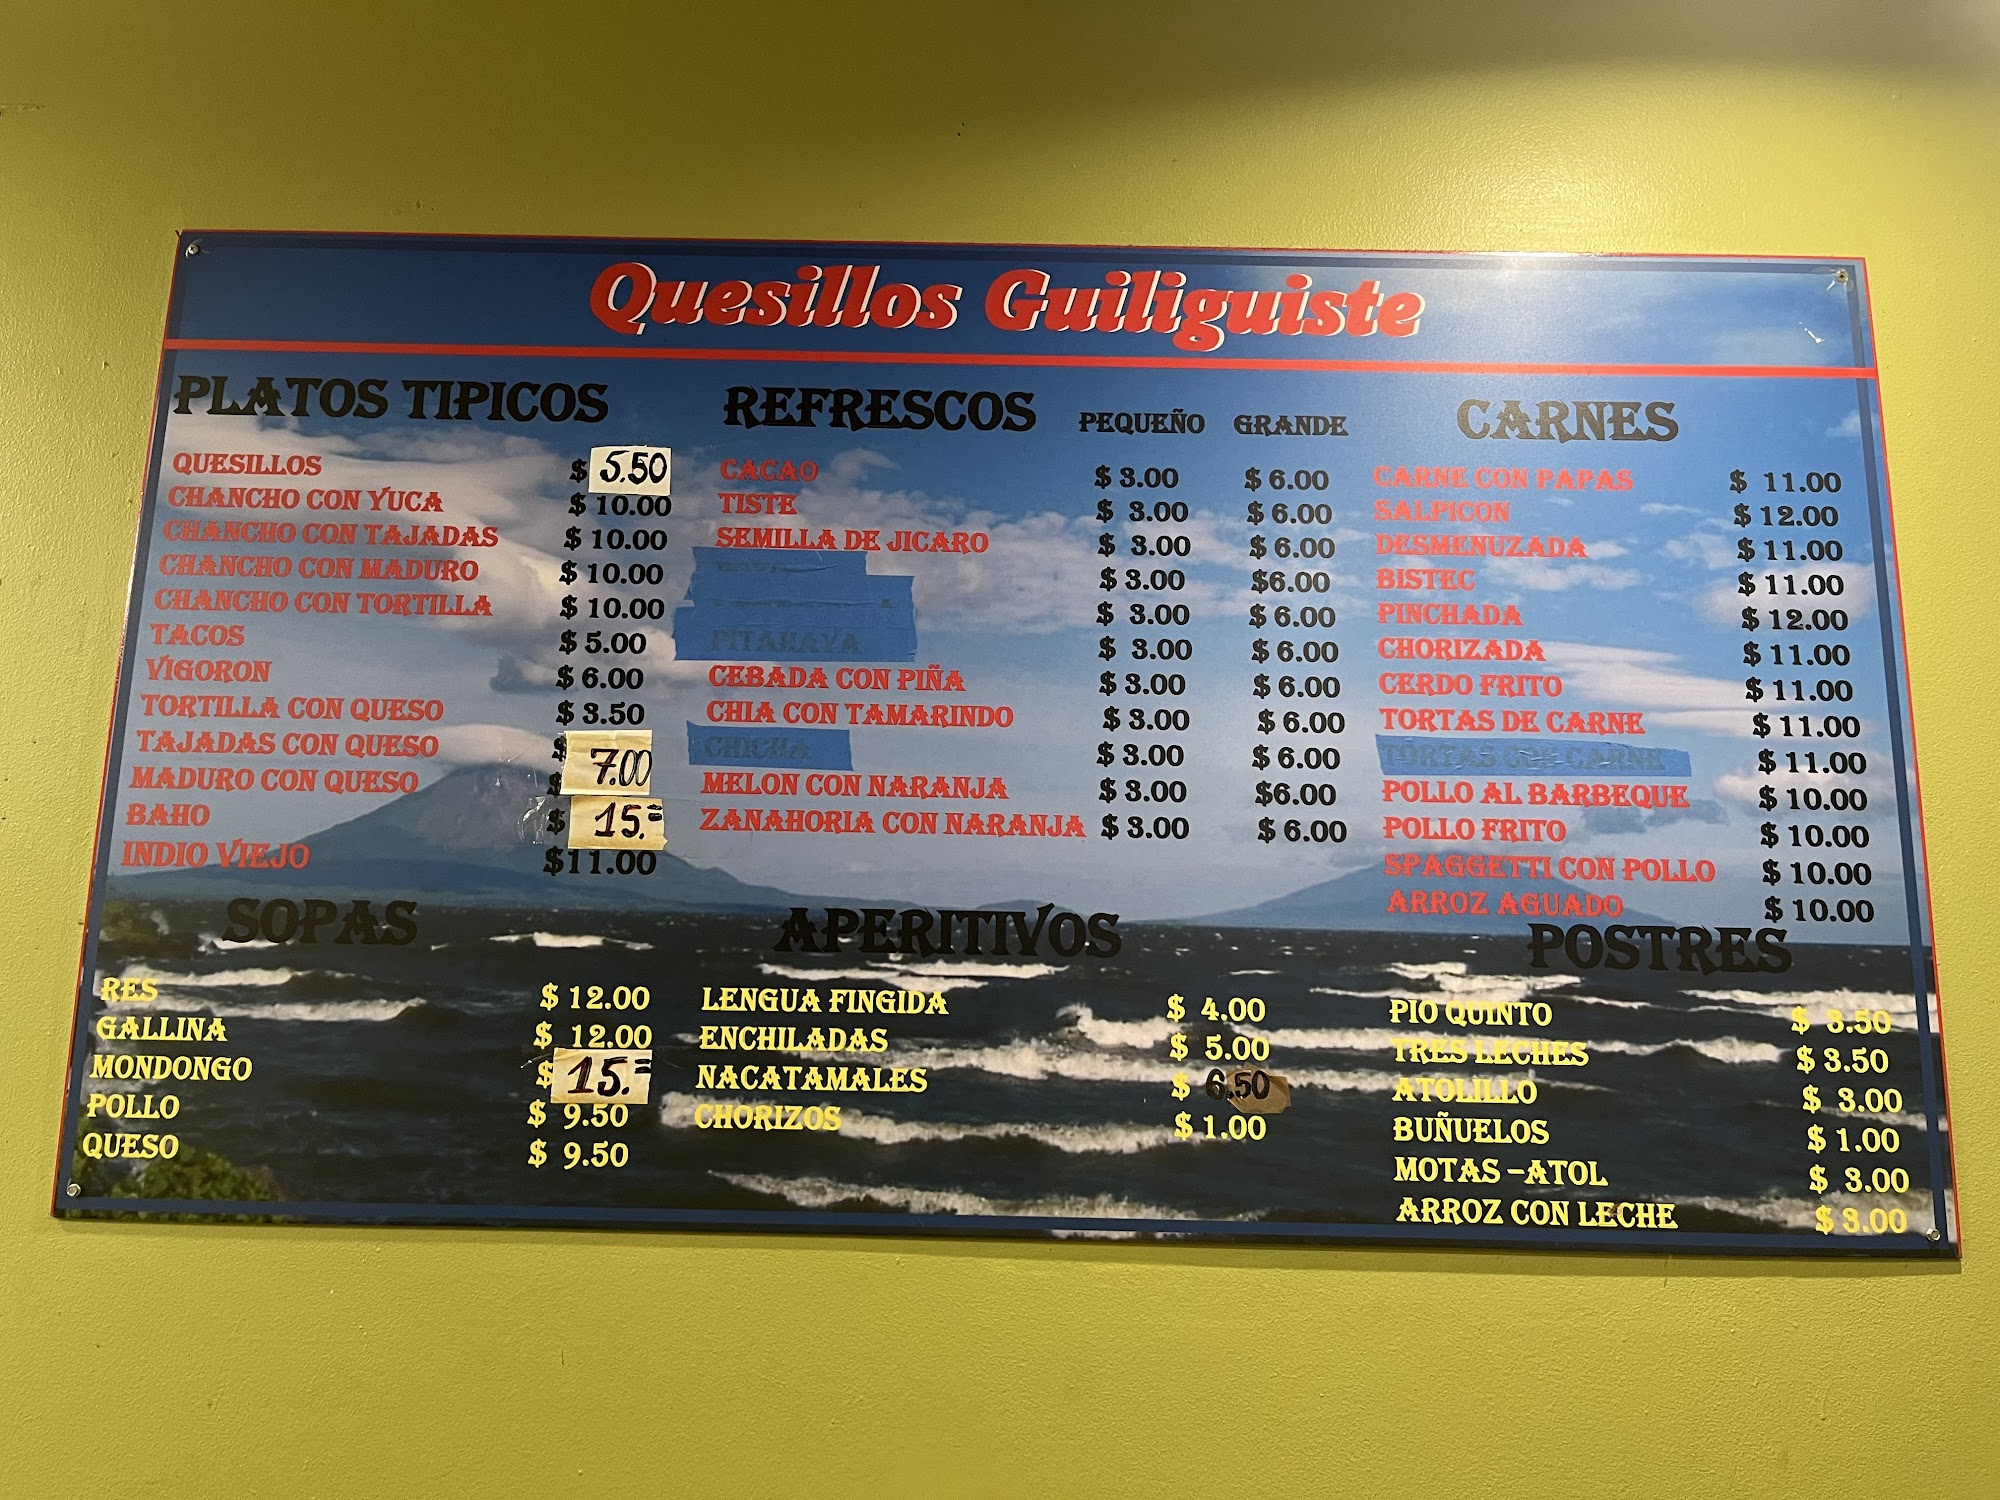 Quesillos Guiliguiste
PLATOS TIPICOS
QUESILLOS $ 5.50
CHANCHO CON YUCA $ 10.00
CHANCHO CON TAJADAS $ 10.00
CHANCHO CON MADURO $ 10.00
CHANCHO CON TORTILLA $ 10.00
TACOS $ 5.00
VIGORON $ 6.00
TORTILLA CON QUESO $ 3.50
TAJADAS CON QUESO $ 7.00
MADURO CON QUESO $
BAHO $ 15.=
INDIO VIEJO $11.00
REFRESCOS PEQUEÑO GRANDE
CACAO $ 3.00 $ 6.00
TISTE $ 3.00 $ 6.00
SEMILLA DE JICARO $ 3.00 $ 6.00
$ 3.00 $6.00
$ 3.00 $ 6.00
PITAHAYA $ 3.00 $ 6.00
CEBADA CON PIÑA $ 3.00 $ 6.00
CHIA CON TAMARINDO $ 3.00 $ 6.00
CHICHA $ 3.00 $ 6.00
MELON CON NARANJA $ 3.00 $6.00
ZANAHORIA CON NARANJA $ 3.00 $ 6.00
CARNES
CARNE CON PAPAS $ 11.00
SALPICON $ 12.00
DESMENUZADA $ 11.00
BISTEC $ 11.00
PINCHADA $ 12.00
CHORIZADA $ 11.00
CERDO FRITO $ 11.00
TORTAS DE CARNE $ 11.00
TORTAS CON CARNE $ 11.00
POLLO AL BARBEQUE $ 10.00
POLLO FRITO $ 10.00
SPAGGETTI CON POLLO $ 10.00
ARROZ AGUADO $ 10.00
SOPAS
RES $ 12.00
GALLINA $ 12.00
MONDONGO $ 15.=
POLLO $ 9.50
QUESO $ 9.50
APERITIVOS
LENGUA FINGIDA $ 4.00
ENCHILADAS $ 5.00
NACATAMALES $ 6.50
CHORIZOS $ 1.00
POSTRES
PIO QUINTO $ 3.50
TRES LECHES $ 3.50
ATOLILLO $ 3.00
BUÑUELOS $ 1.00
MOTAS -ATOL $ 3.00
ARROZ CON LECHE $ 3.00